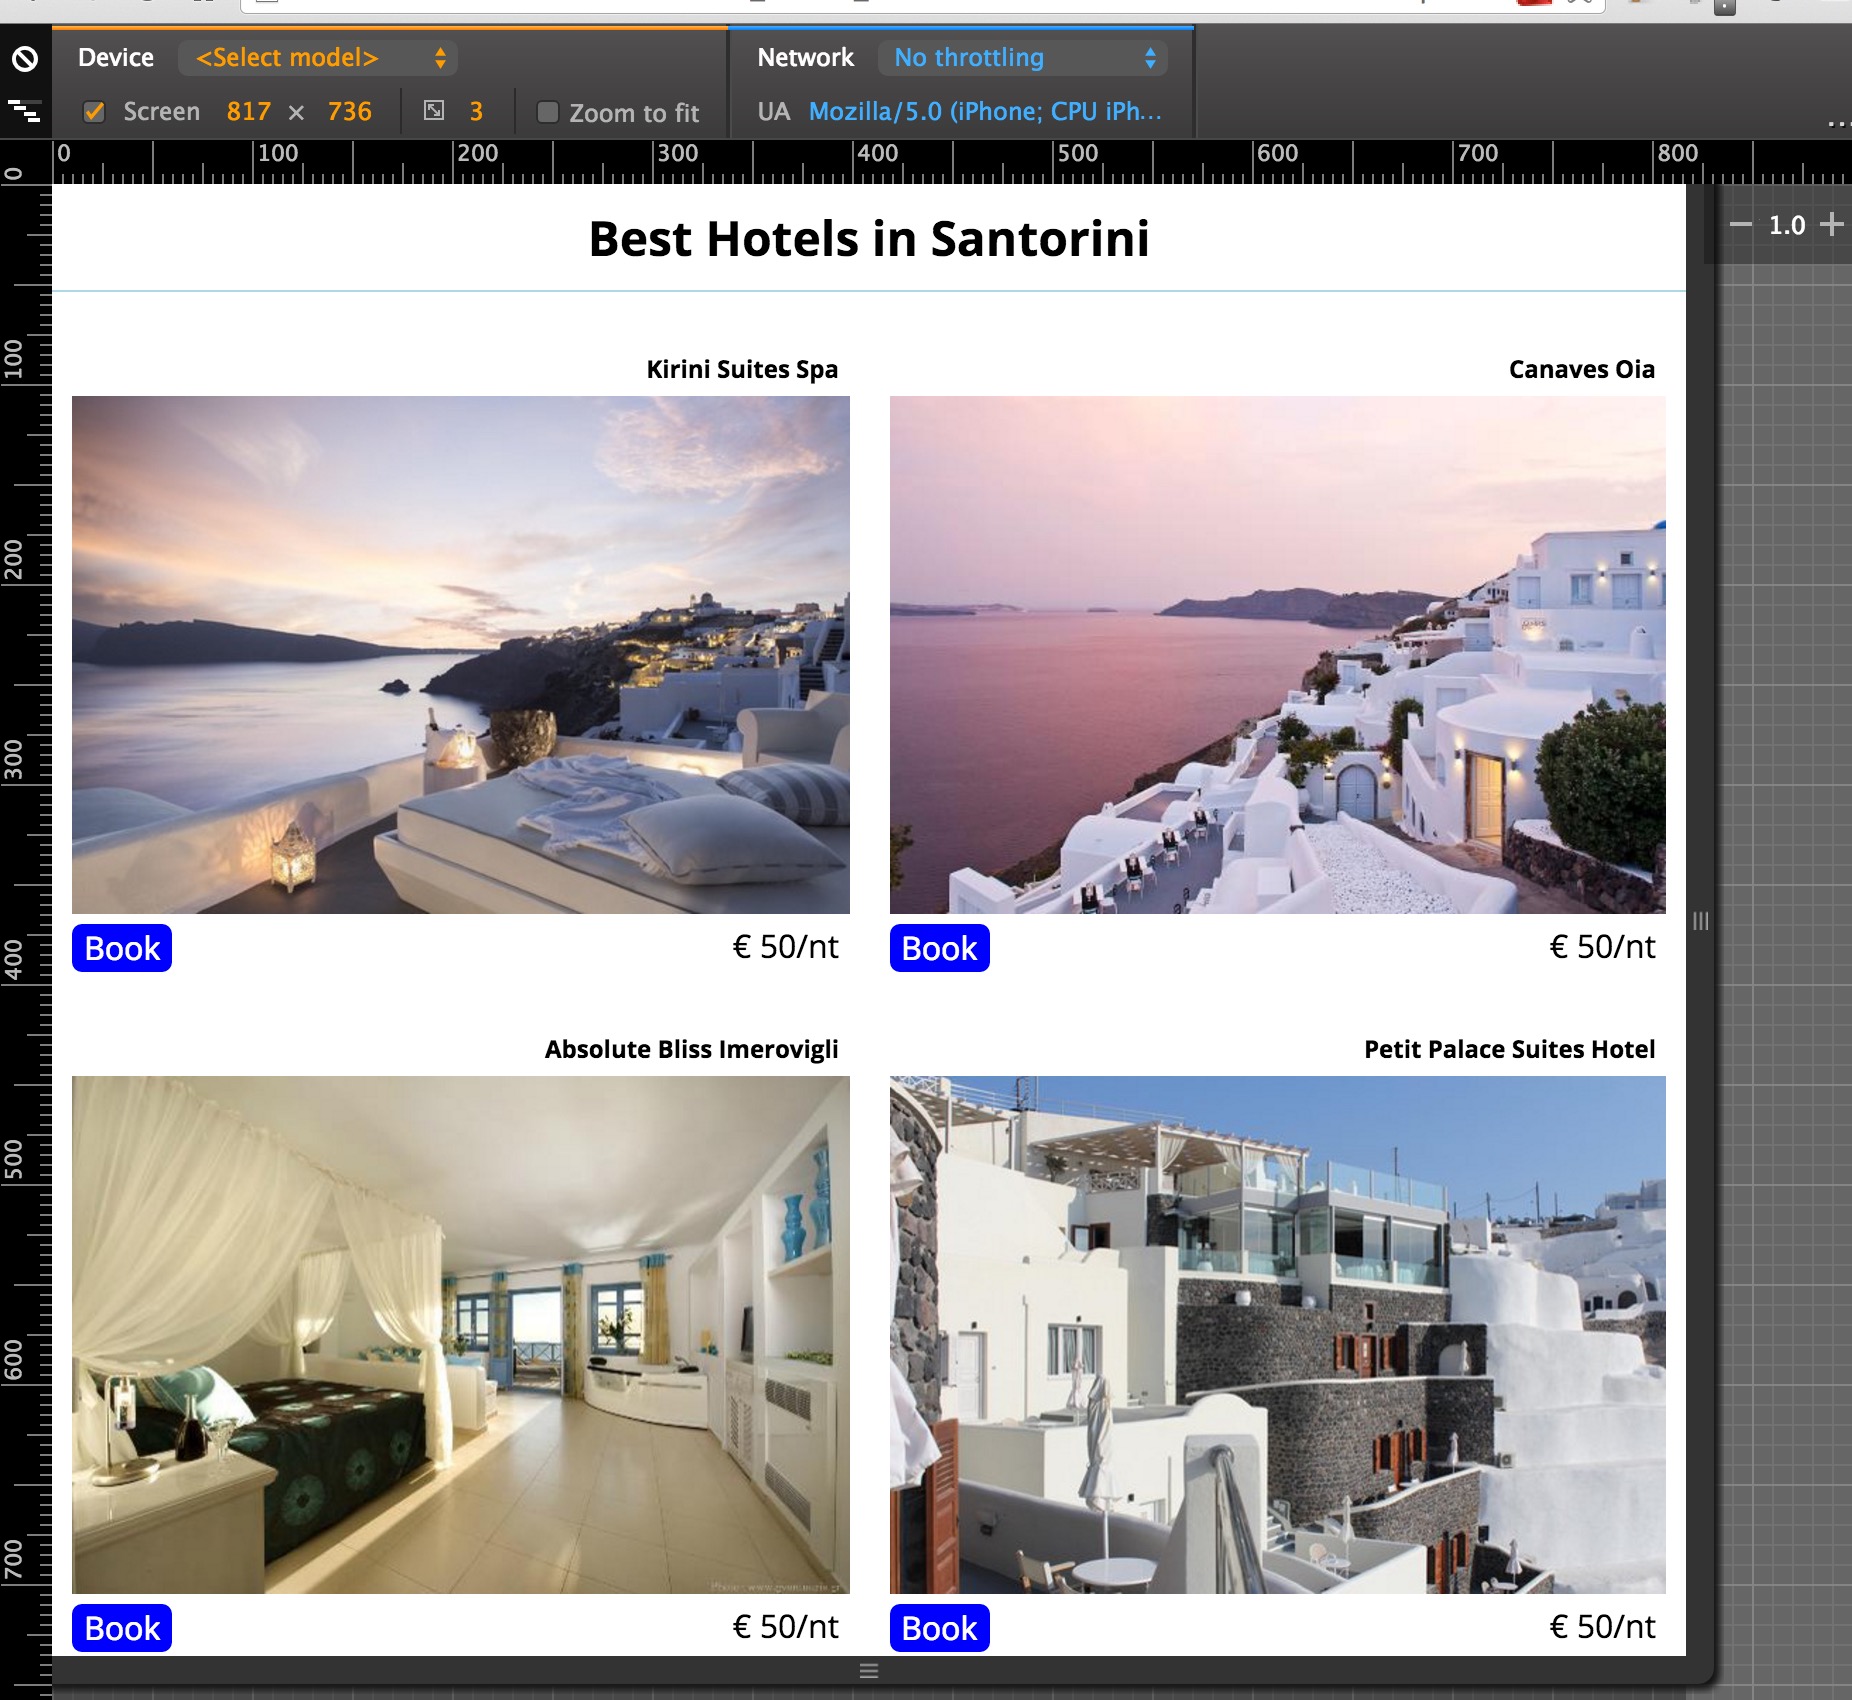 Device <Select model> Network No throttling
Screen 817 × 736 3 Zoom to fit UA Mozilla/5.0 (iPhone; CPU iPh...
0 100 200 300 400 500 600 700 800
0
100
200
300
400
500
600
700
1.0
Best Hotels in Santorini
Kirini Suites Spa
Canaves Oia
Book € 50/nt
Book € 50/nt
Absolute Bliss Imerovigli
Petit Palace Suites Hotel
Book € 50/nt
Book € 50/nt